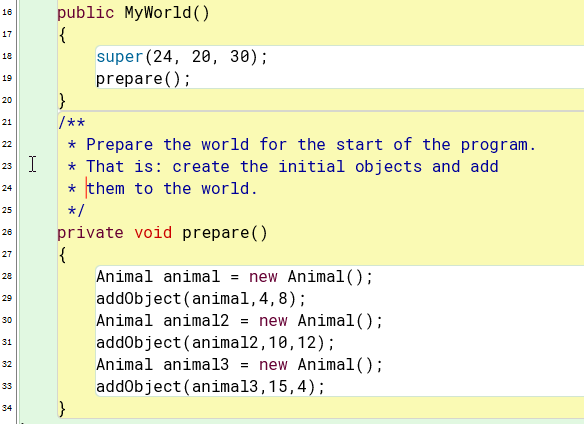 16 public MyWorld()
17 {
18 super(24, 20, 30);
19 prepare();
20 }
21 /**
22 * Prepare the world for the start of the program.
23 * That is: create the initial objects and add
24 * them to the world.
25 */
26 private void prepare()
27 {
28 Animal animal = new Animal();
29 addObject(animal,4,8);
30 Animal animal2 = new Animal();
31 addObject(animal2,10,12);
32 Animal animal3 = new Animal();
33 addObject(animal3,15,4);
34 }